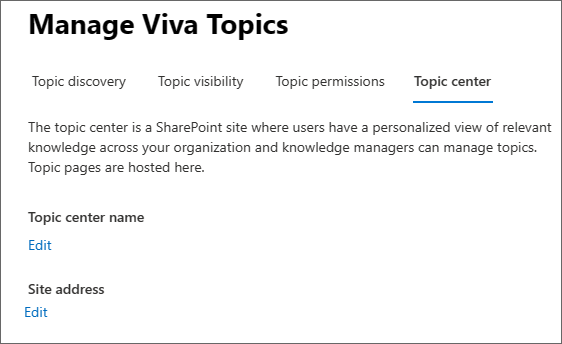 Manage Viva Topics
Topic discovery Topic visibility Topic permissions Topic center
The topic center is a SharePoint site where users have a personalized view of relevant
knowledge across your organization and knowledge managers can manage topics.
Topic pages are hosted here.
Topic center name
Edit
Site address
Edit